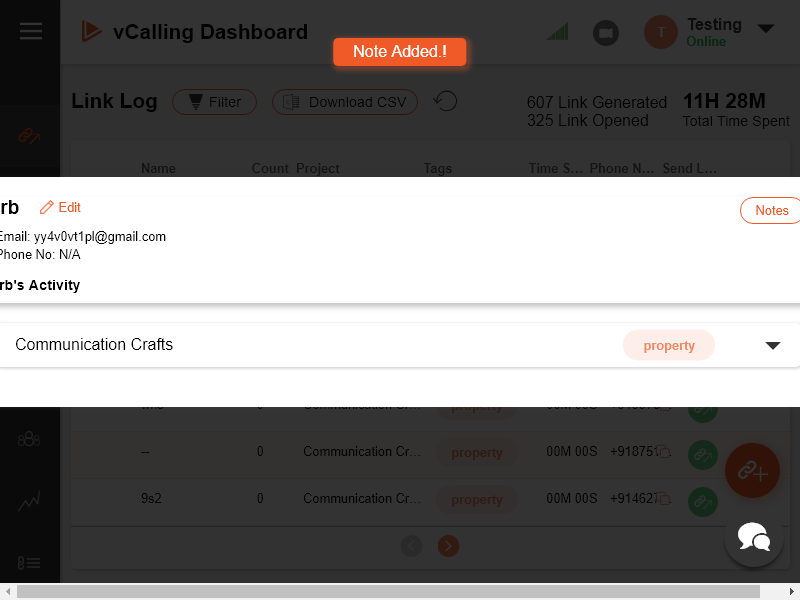 vCalling Dashboard
Note Added.!
T
Testing
Online
Link Log
Filter
Download CSV
607 Link Generated
325 Link Opened
11H 28M
Total Time Spent
Name Count Project Tags Time S... Phone N... Send L...
rb
Edit
Notes
Email: yy4v0vt1pl@gmail.com
Phone No: N/A
rb's Activity
Communication Crafts
property
-- 0 Communication Cr... property 00M 00S +91875
9s2 0 Communication Cr... property 00M 00S +91462